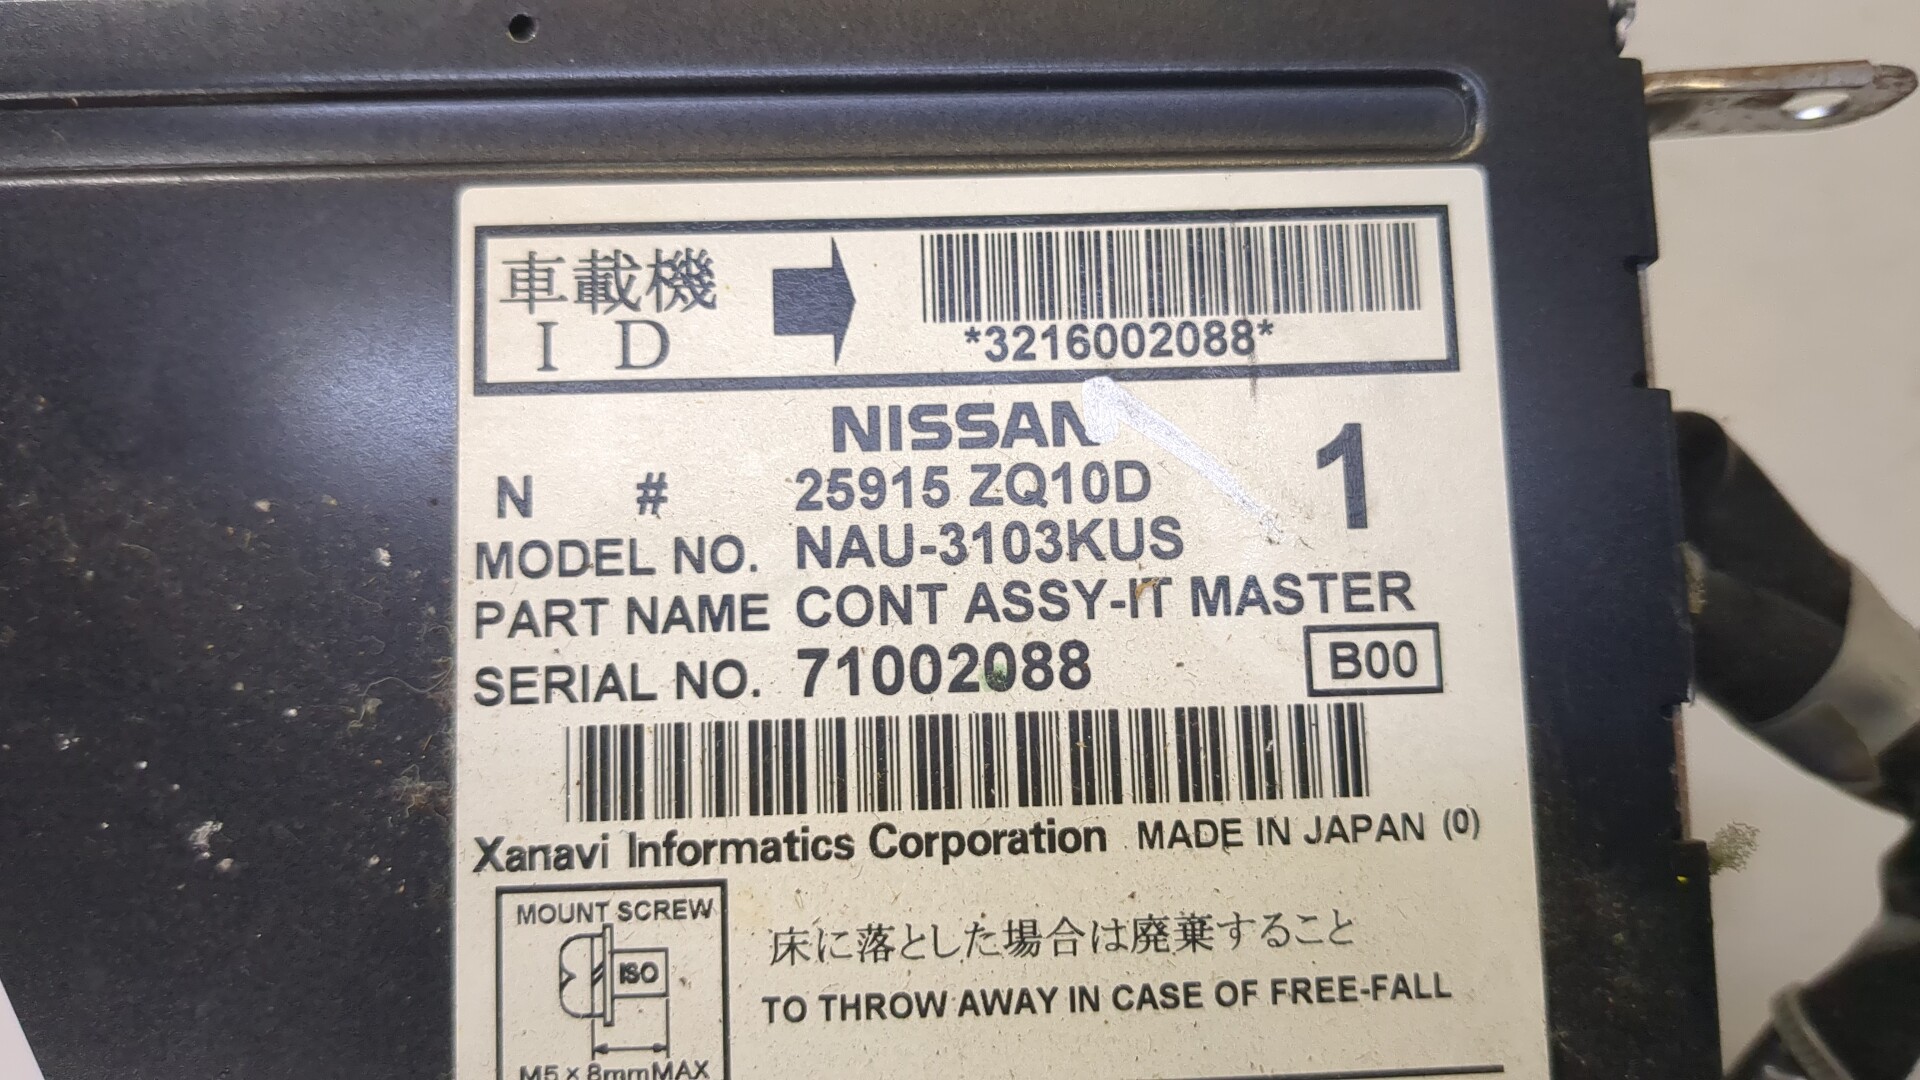 車載機
ID
*3216002088*
NISSAN
N # 25915 ZQ10D
1
MODEL NO. NAU-3103KUS
PART NAME CONT ASSY-IT MASTER
SERIAL NO. 71002088
B00
Xanavi Informatics Corporation MADE IN JAPAN (0)
MOUNT SCREW
ISO
M5×8mmMAX
床に落とした場合は廃棄すること
TO THROW AWAY IN CASE OF FREE-FALL